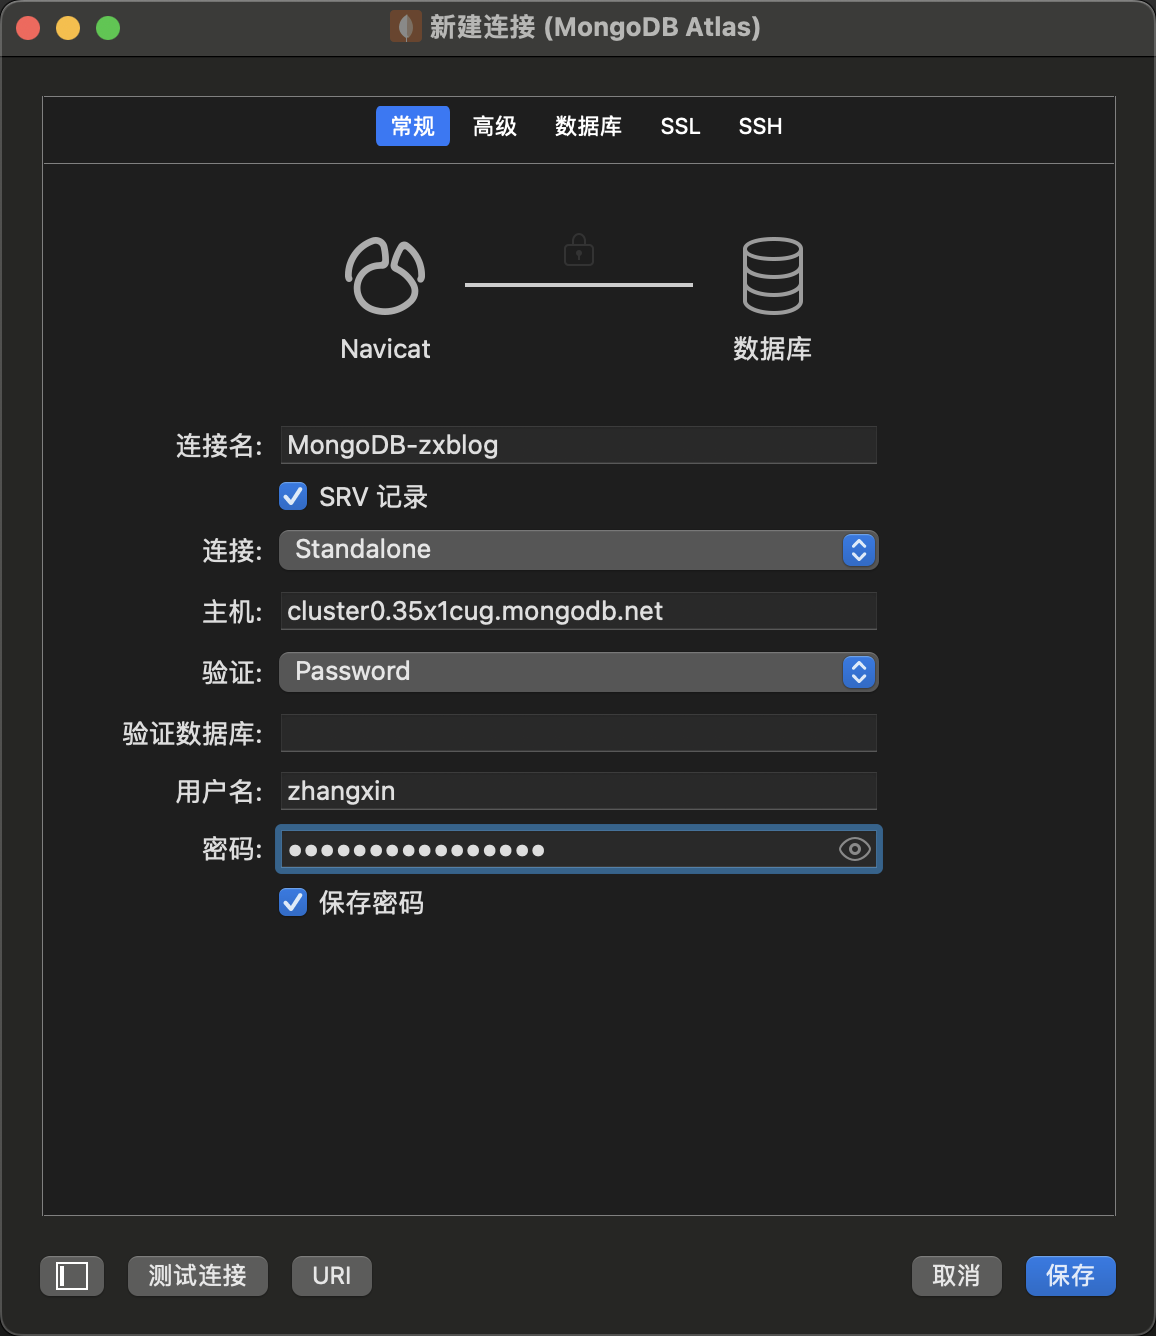 新建连接 (MongoDB Atlas)
常规 高级 数据库 SSL SSH
Navicat 数据库
连接名: MongoDB-zxblog
SRV 记录
连接: Standalone
主机: cluster0.35x1cug.mongodb.net
验证: Password
验证数据库:
用户名: zhangxin
密码: ●●●●●●●●●●●●●●●●
保存密码
测试连接 URI 取消 保存